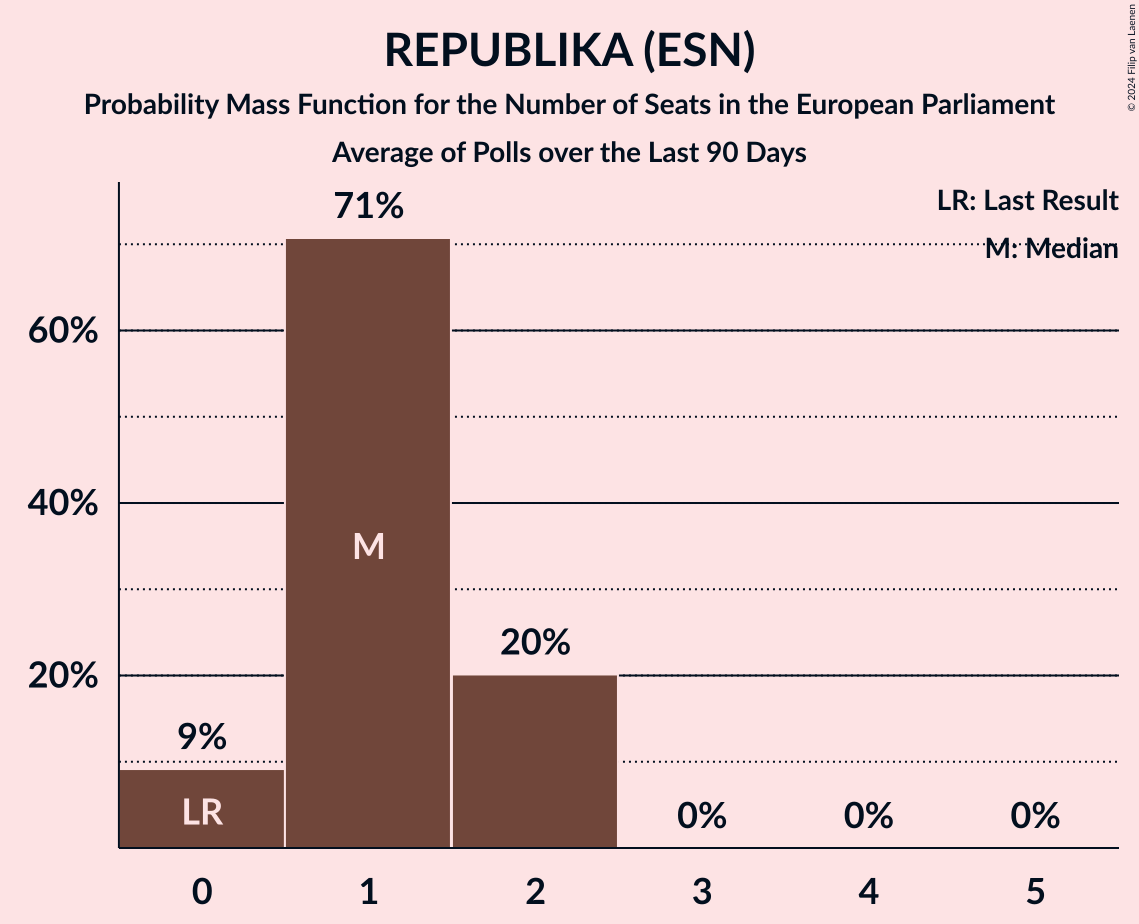 REPUBLIKA (ESN)
Probability Mass Function for the Number of Seats in the European Parliament
Average of Polls over the Last 90 Days
© 2024 Filip van Laenen
LR: Last Result
M: Median
71%
60%
40%
M
20%
20%
9%
LR
0%
0%
0%
0
1
2
3
4
5